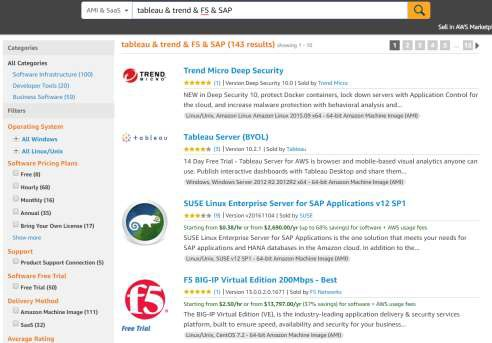 AMI & SaaS
tableau & trend & F5 & SAP
Sell in AWS Marketp
Categories
All Categories
Software Infrastructure (100)
Developer Tools (20)
Business Software (59)
Filters
Operating System
+ All Windows
+ All Linux/Unix
Software Pricing Plans
Free (8)
Hourly (68)
Monthly (16)
Annual (35)
Bring Your Own License (17)
Show more
Support
Product Support Connection (5)
Software Free Trial
Free Trial (50)
Delivery Method
Amazon Machine Image (111)
SaaS (32)
Average Rating
tableau & trend & F5 & SAP (143 results) showing 1 - 10
1 2 3 4 5 ...
TREND MICRO
Trend Micro Deep Security
(1) | Version Deep Security 10.0 | Sold by Trend Micro
NEW in Deep Security 10, protect Docker containers, lock down servers with Application Control for
the cloud, and increase malware protection with behavioral analysis and...
Linux/Unix, Amazon Linux Amazon Linux 2015.09 x64 - 64-bit Amazon Machine Image (AMI)
tableau
Tableau Server (BYOL)
(5) | Version 10.2.1 | Sold by Tableau
14 Day Free Trial - Tableau Server for AWS is browser and mobile-based visual analytics anyone can
use. Publish interactive dashboards with Tableau Desktop and share them...
Windows, Windows Server 2012 R2 2012R2 x64 - 64-bit Amazon Machine Image (AMI)
SUSE Linux Enterprise Server for SAP Applications v12 SP1
(9) | Version v20161104 | Sold by SUSE
Starting from $0.38/hr or from $2,690.00/yr (up to 68% savings) for software + AWS usage fees
SUSE Linux Enterprise Server for SAP Applications is the one solution that meets your needs for
SAP applications and HANA databases in the Amazon cloud. In addition to the...
Linux/Unix, SUSE v12 SP1 - 64-bit Amazon Machine Image (AMI)
f5
Free Trial
F5 BIG-IP Virtual Edition 200Mbps - Best
(1) | Version 13.0.0.2.0.1671 | Sold by F5 Networks
Starting from $2.50/hr or from $13,797.00/yr (37% savings) for software + AWS usage fees
The BIG-IP Virtual Edition (VE), is the industry-leading application delivery & security services
platform, built to ensure speed, availability and security for your business...
Linux/Unix, CentOS 7.2 - 64-bit Amazon Machine Image (AMI)